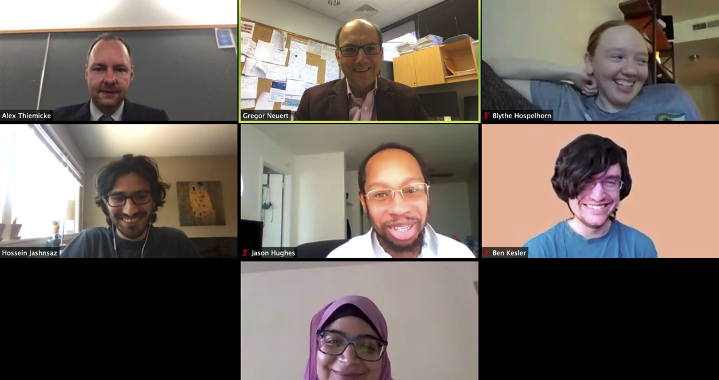 Alex Thiemicke
Gregor Neuert
Blythe Hospelhorn
Hossein Jashnsaz
Jason Hughes
Ben Kesler